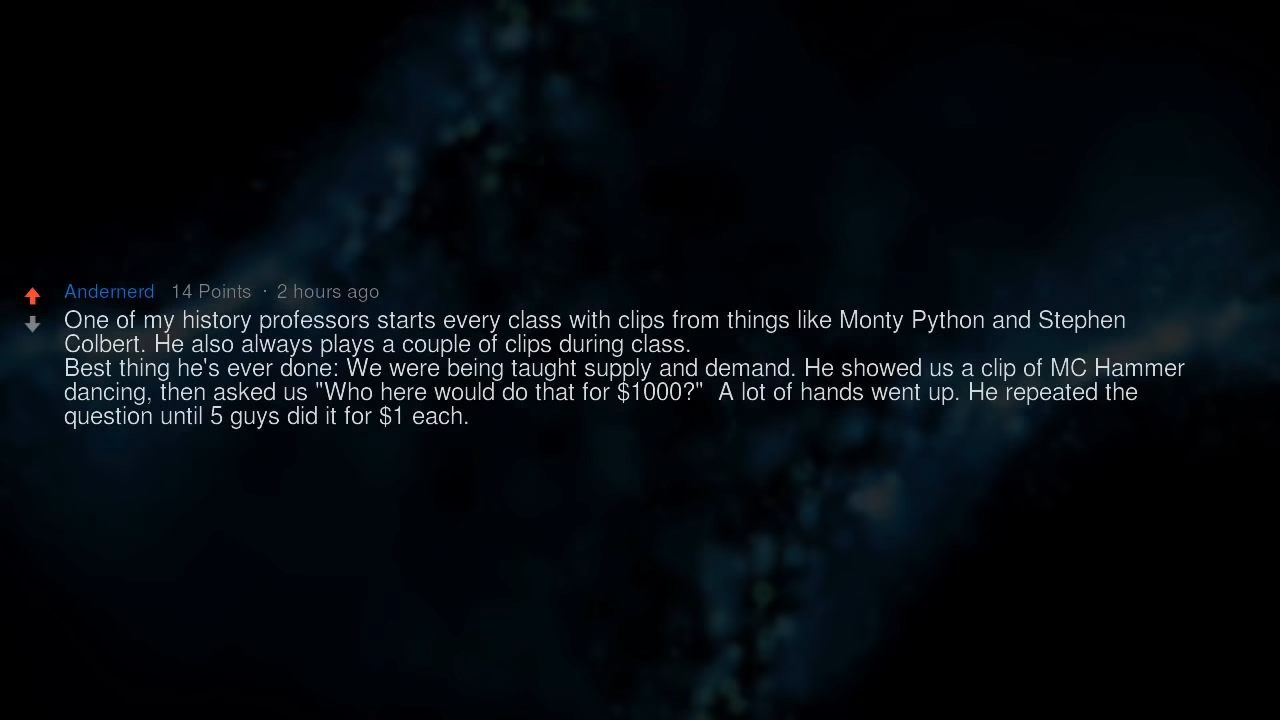 Andernerd 14 Points · 2 hours ago
One of my history professors starts every class with clips from things like Monty Python and Stephen
Colbert. He also always plays a couple of clips during class.
Best thing he's ever done: We were being taught supply and demand. He showed us a clip of MC Hammer
dancing, then asked us "Who here would do that for $1000?"  A lot of hands went up. He repeated the
question until 5 guys did it for $1 each.